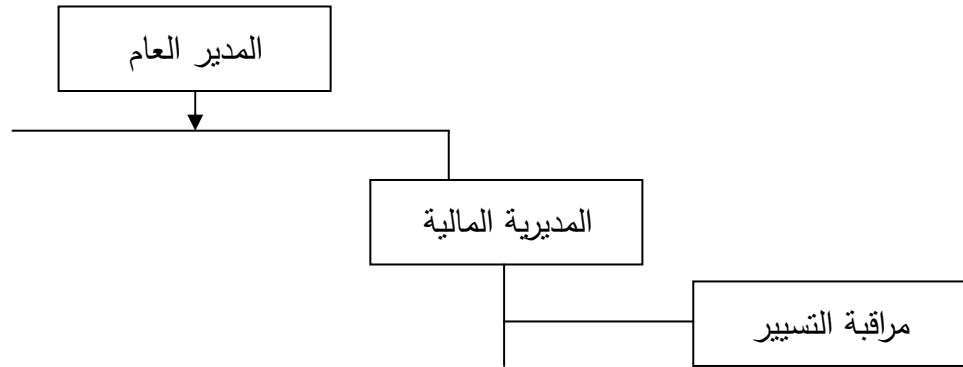 المدير العام
المديرية المالية
مراقبة التسيير